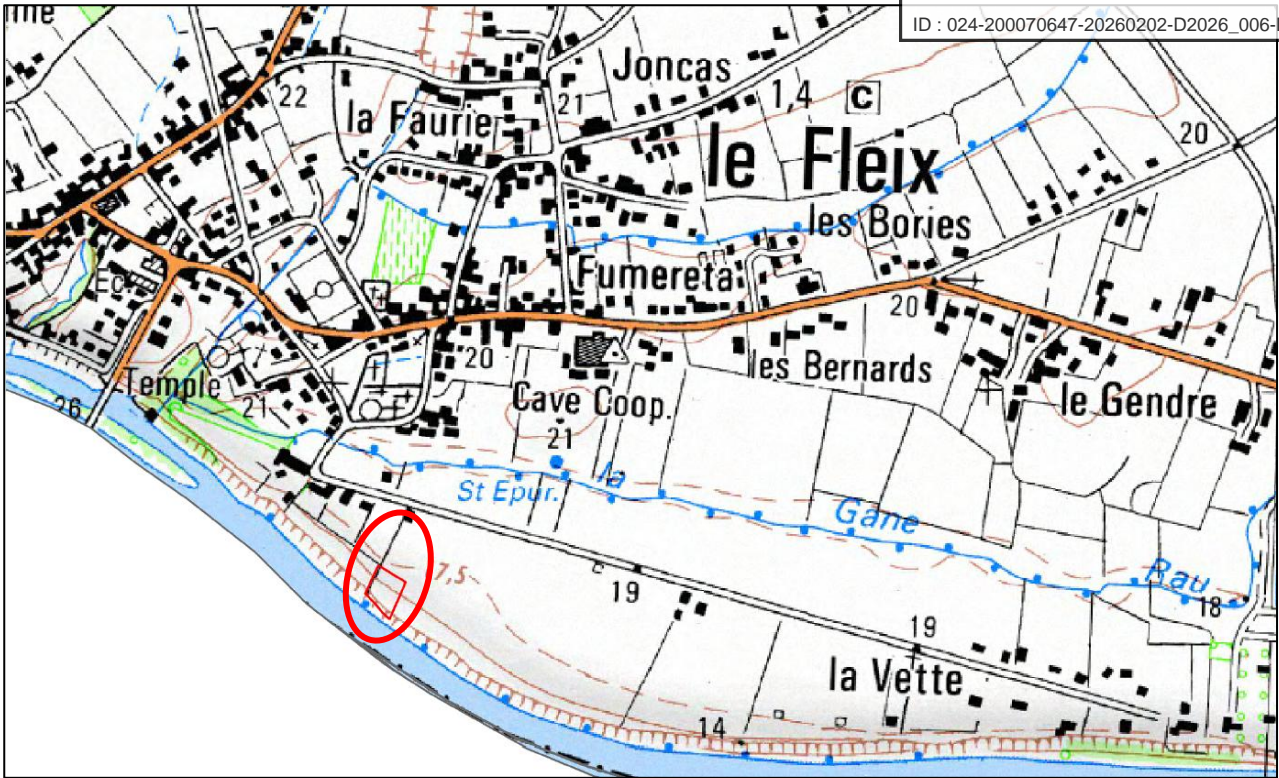 ID : 024-200070647-20260202-D2026_006-
Joncas
22
21
1,4
C
la Faurie
20
le Fleix
les Bories
Fumereta
20
20
les Bernards
Temple
21
Cave Coop.
le Gendre
26
21
la
St Epur.
Gane
7,5
Rau
19
18
19
la Vette
14